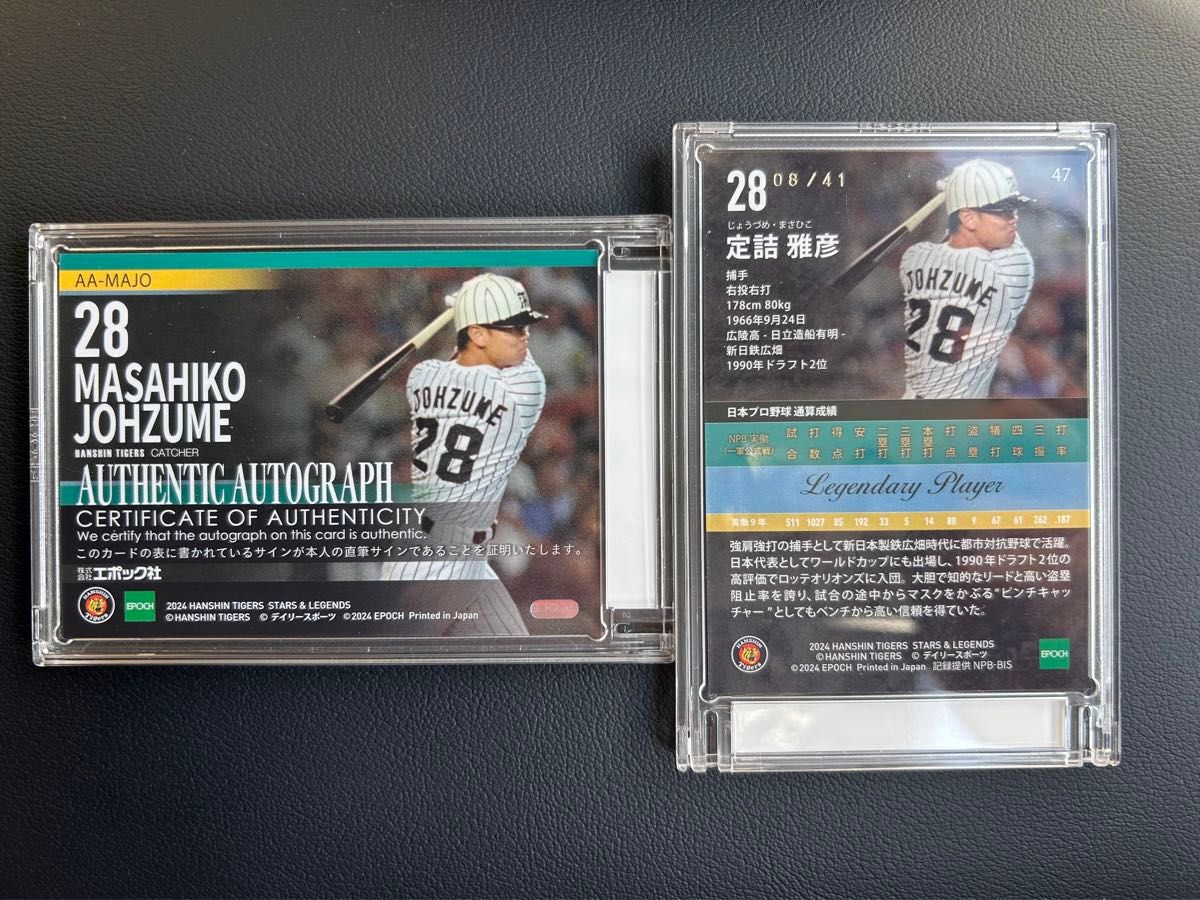 AA-MAJO
28
MASAHIKO
JOHZUME
HANSHIN TIGERS CATCHER
AUTHENTIC AUTOGRAPH
CERTIFICATE OF AUTHENTICITY
We certify that the autograph on this card is authentic.
このカードの表に書かれているサインが本人の直筆サインであることを証明いたします。
株式会社エポック社
HANSHIN Tigers
EPOCH
2024 HANSHIN TIGERS STARS & LEGENDS
©HANSHIN TIGERS ©デイリースポーツ ©2024 EPOCH Printed in Japan
JOHZUME
28
28 08/41
47
じょうづめ・まさひこ
定詰 雅彦
捕手
右投右打
178cm 80kg
1966年9月24日
広陵高 - 日立造船有明 -
新日鉄広畑
1990年ドラフト2位
JOHZUME
28
日本プロ野球 通算成績
NPB 実働
(一軍公式戦)
試合 打数 得点 安打 二塁打 三塁打 本塁打 打点 盗塁 犠打 四球 三振 打率
Legendary Player
実働9年 511 1027 85 192 33 5 14 88 9 67 61 262 .187
強肩強打の捕手として新日本製鉄広畑時代に都市対抗野球で活躍。
日本代表としてワールドカップにも出場し、1990年ドラフト2位の
高評価でロッテオリオンズに入団。大胆で知的なリードと高い盗塁
阻止率を誇り、試合の途中からマスクをかぶる“ピンチキャッ
チャー”としてもベンチから高い信頼を得ていた。
HANSHIN Tigers
2024 HANSHIN TIGERS STARS & LEGENDS
©HANSHIN TIGERS ©デイリースポーツ
©2024 EPOCH Printed in Japan 記録提供 NPB-BIS
EPOCH